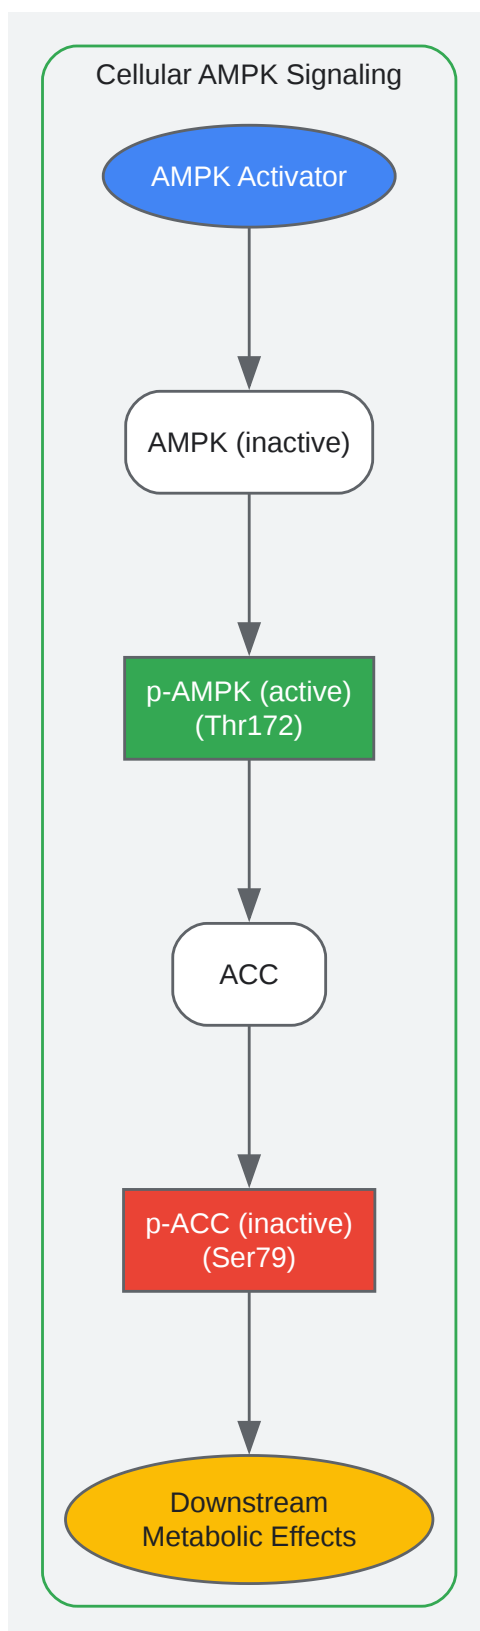 Cellular AMPK Signaling
AMPK Activator
AMPK (inactive)
p-AMPK (active)
(Thr172)
ACC
p-ACC (inactive)
(Ser79)
Downstream
Metabolic Effects